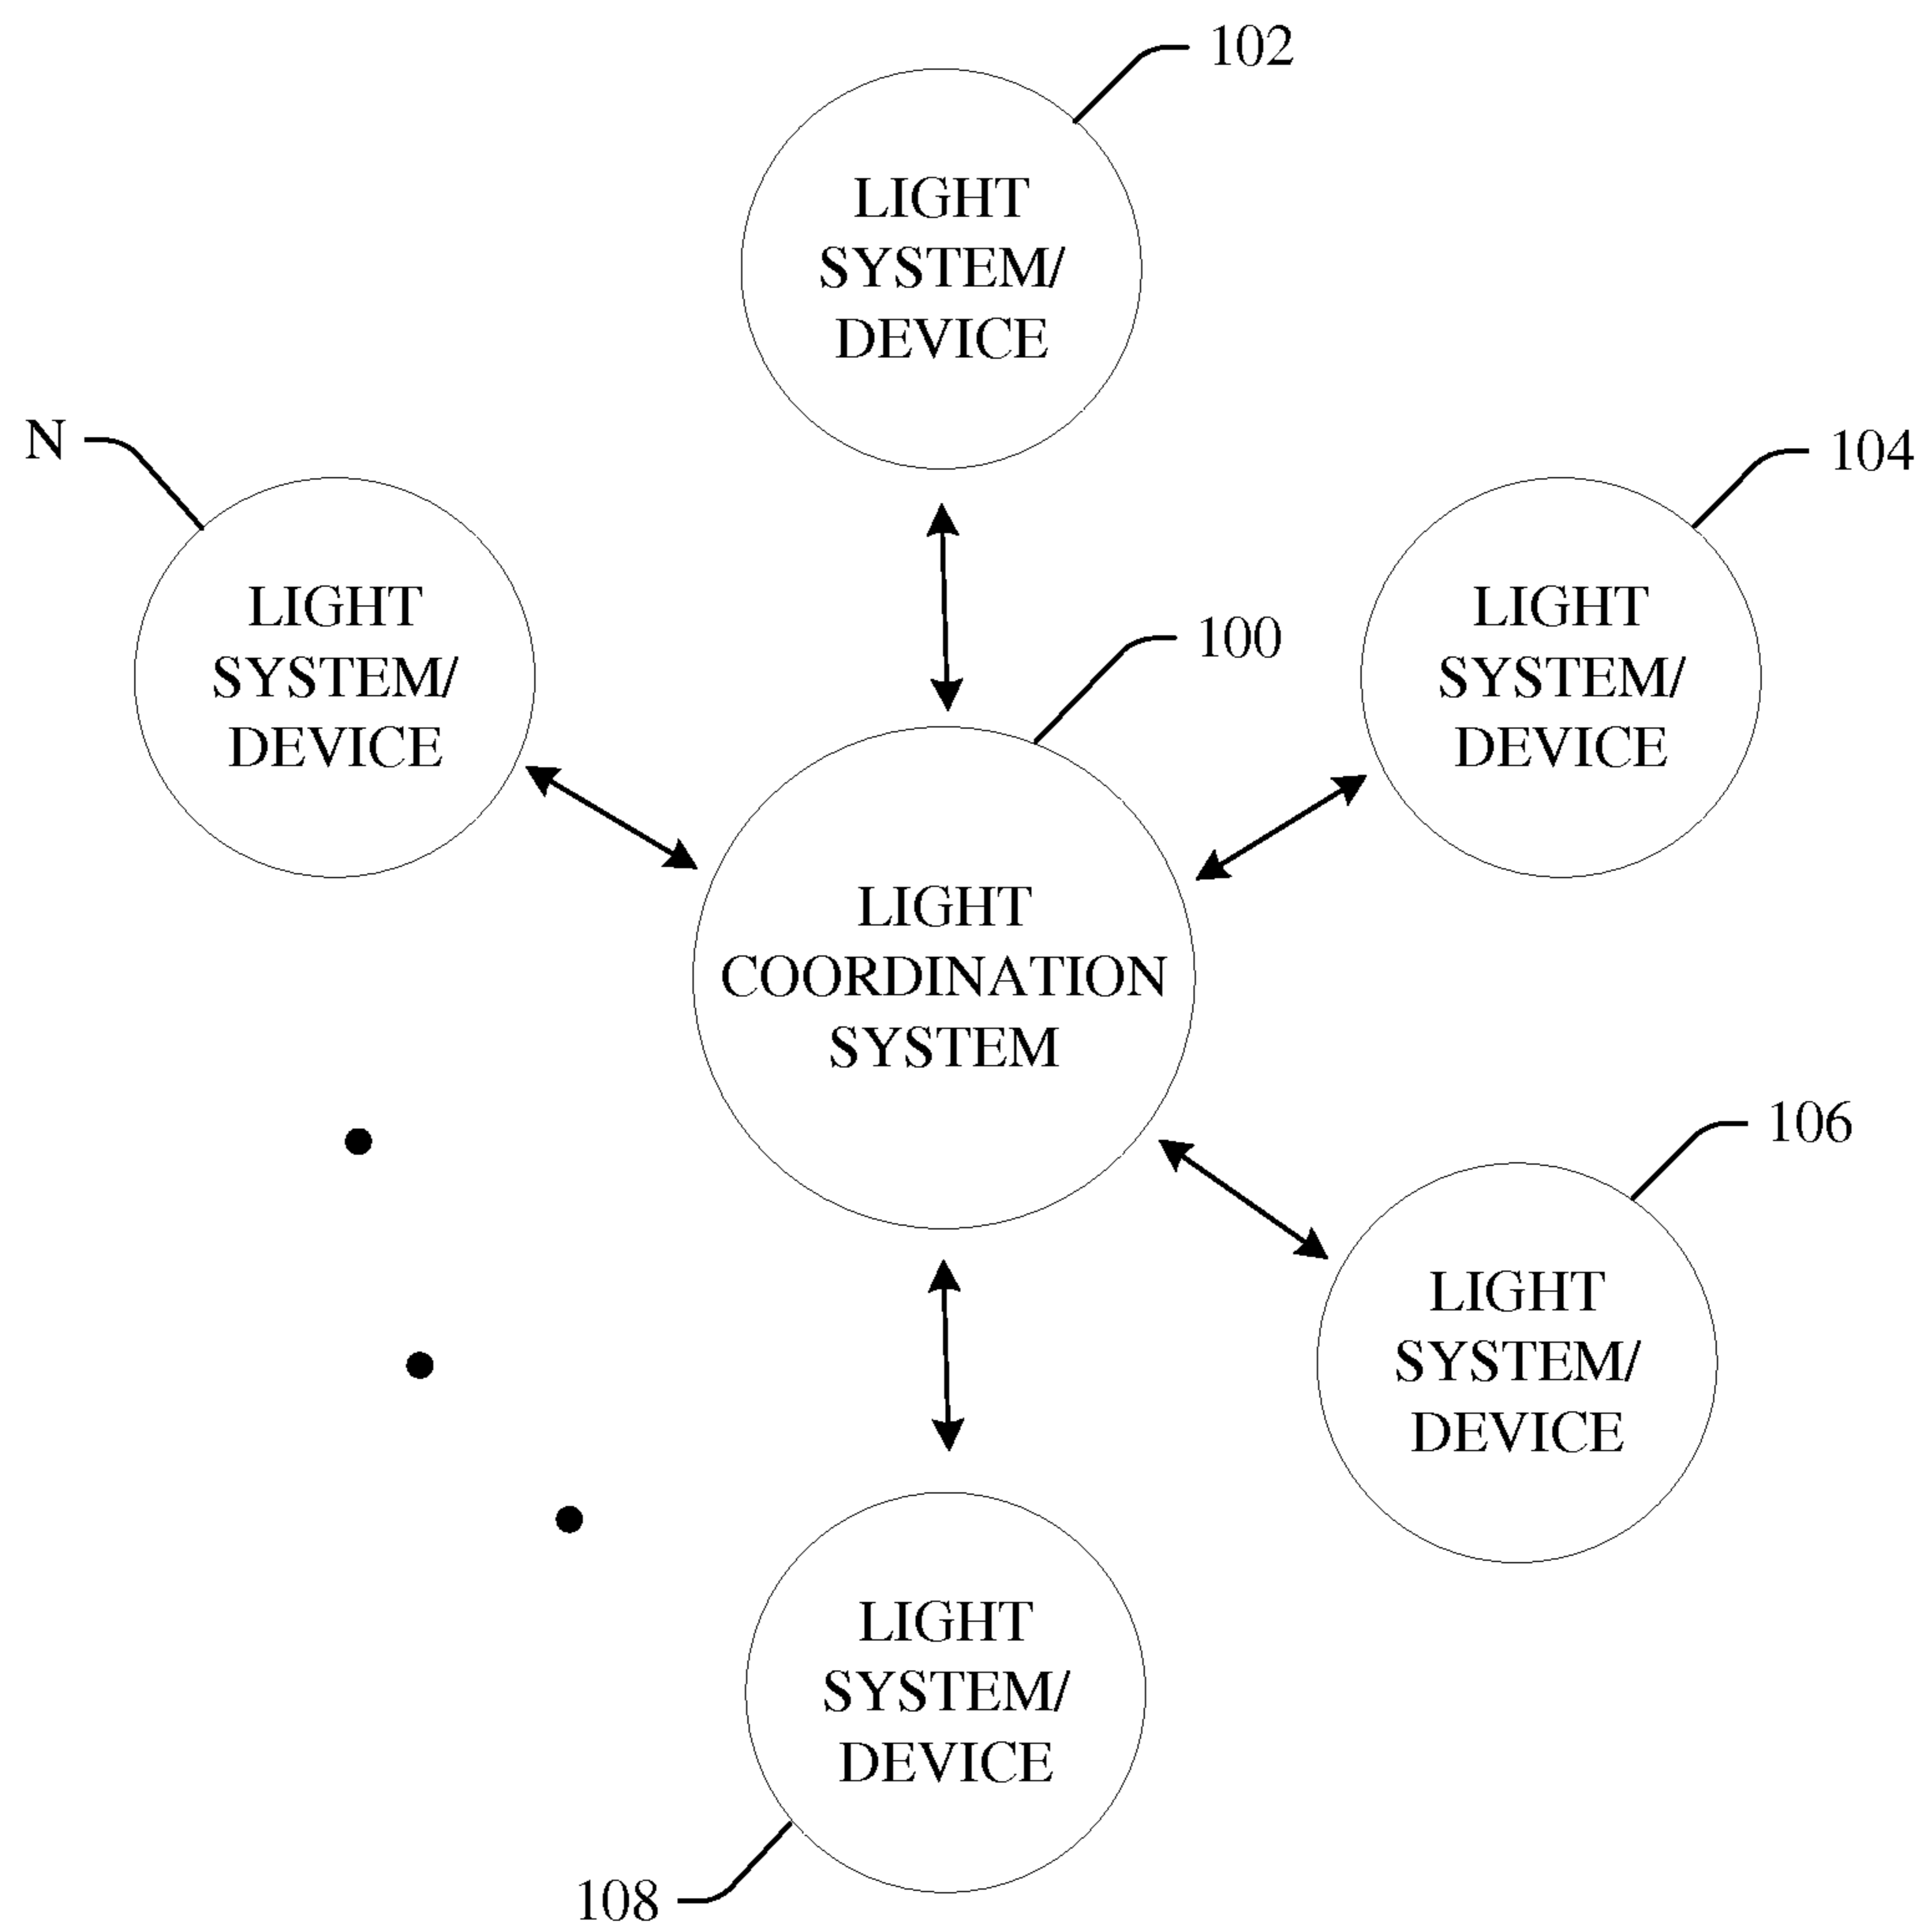 102
LIGHT
SYSTEM/
DEVICE
N
LIGHT
SYSTEM/
DEVICE
104
LIGHT
SYSTEM/
DEVICE
100
LIGHT
COORDINATION
SYSTEM
106
LIGHT
SYSTEM/
DEVICE
LIGHT
SYSTEM/
DEVICE
108